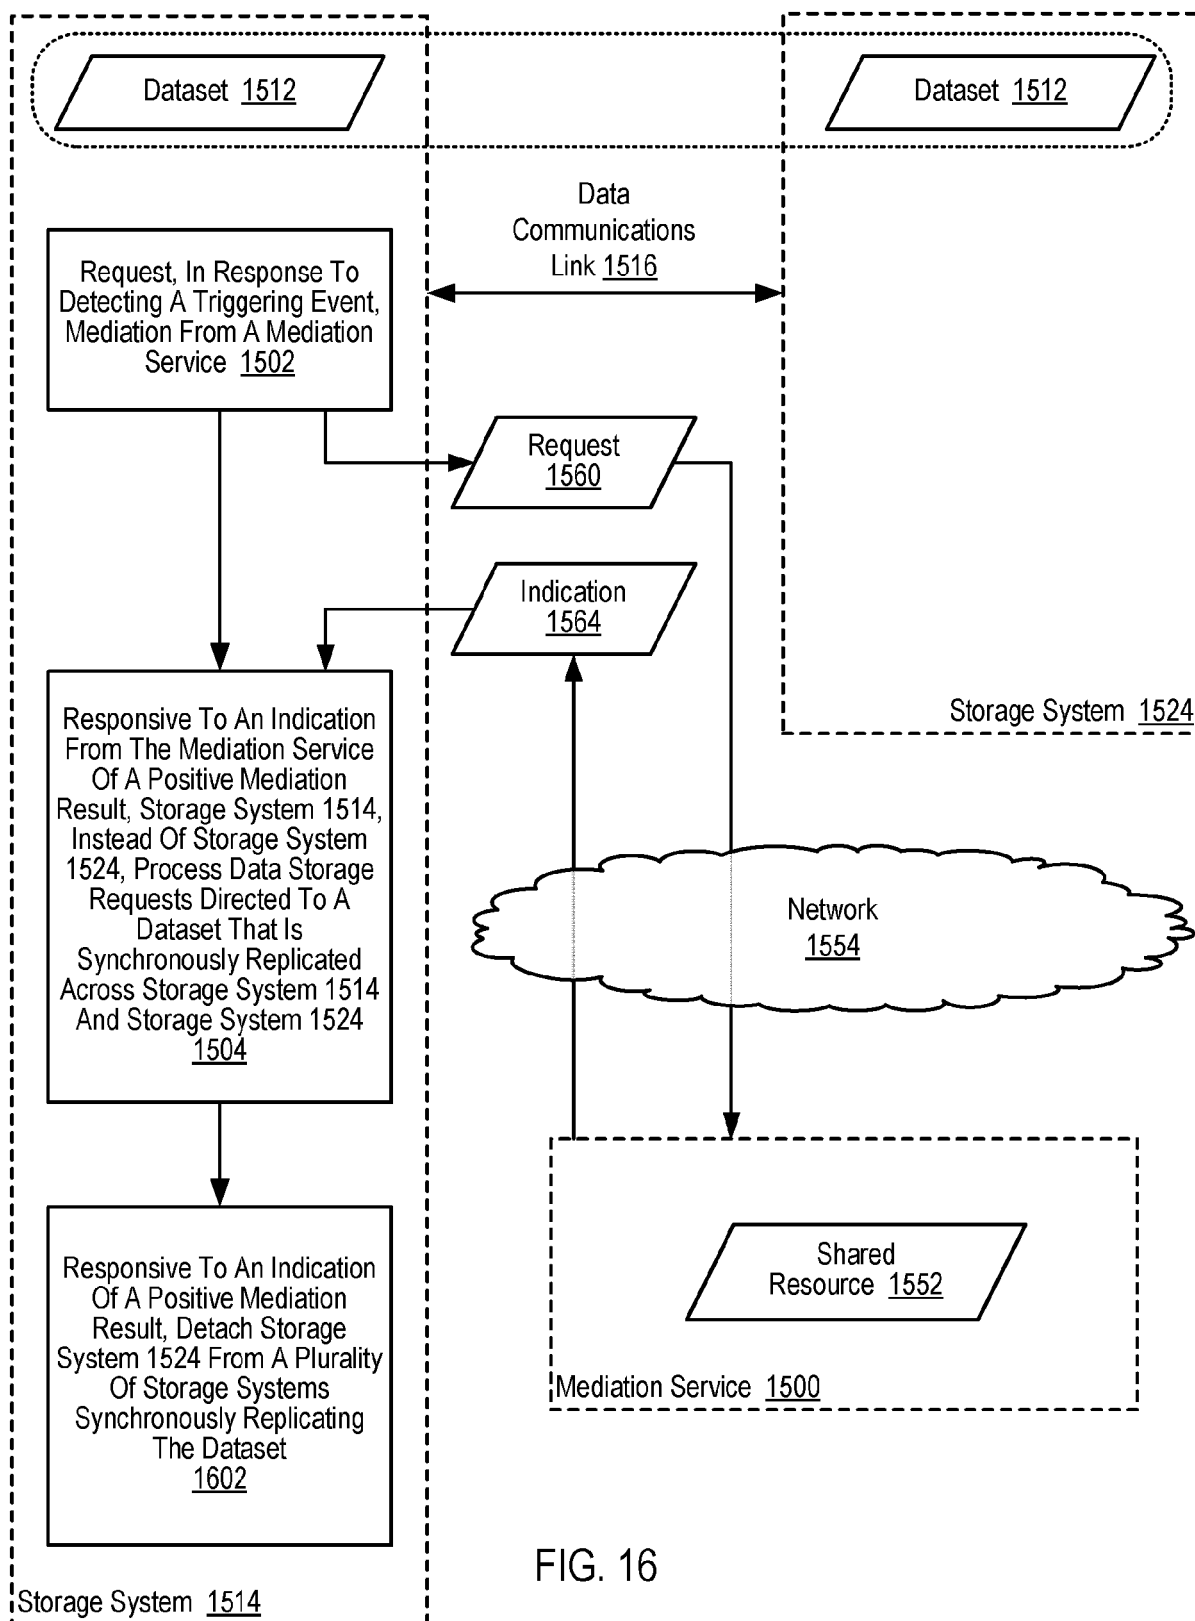 Dataset 1512
Dataset 1512
Data
Communications
Link 1516
Request, In Response To
Detecting A Triggering Event,
Mediation From A Mediation
Service 1502
Request
1560
Indication
1564
Storage System 1524
Responsive To An Indication
From The Mediation Service
Of A Positive Mediation
Result, Storage System 1514,
Instead Of Storage System
1524, Process Data Storage
Requests Directed To A
Dataset That Is
Synchronously Replicated
Across Storage System 1514
And Storage System 1524
1504
Network
1554
Shared
Resource 1552
Mediation Service 1500
Responsive To An Indication
Of A Positive Mediation
Result, Detach Storage
System 1524 From A Plurality
Of Storage Systems
Synchronously Replicating
The Dataset
1602
FIG. 16
Storage System 1514